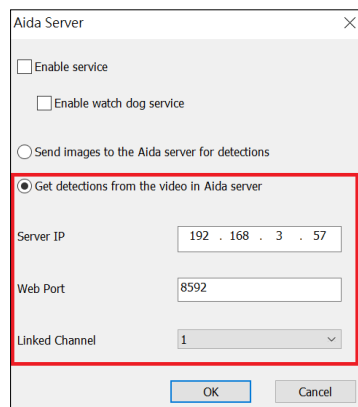 Aida Server
Enable service
Enable watch dog service
Send images to the Aida server for detections
Get detections from the video in Aida server
Server IP 192 . 168 . 3 . 57
Web Port 8592
Linked Channel 1
OK Cancel